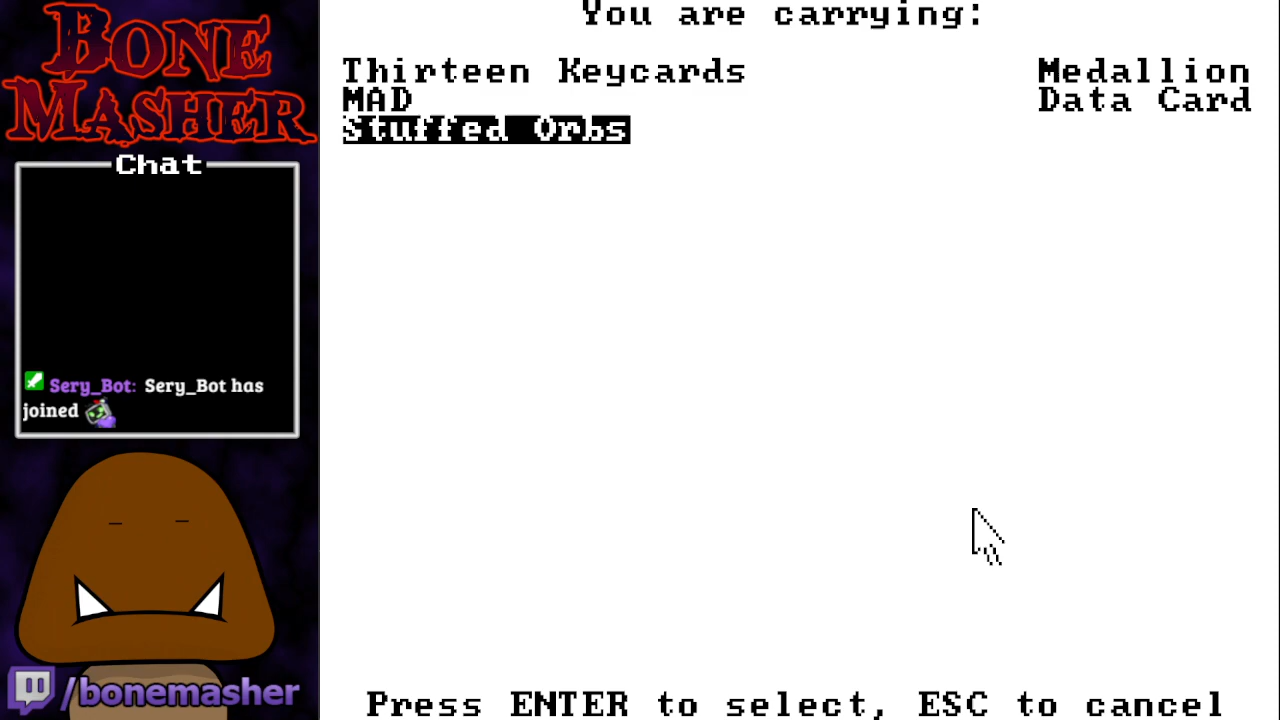 BONE
MASHER
Chat
Sery_Bot: Sery_Bot has
joined
/bonemasher
You are carrying:
Thirteen Keycards
Medallion
MAD
Data Card
Stuffed Orbs
Press ENTER to select, ESC to cancel